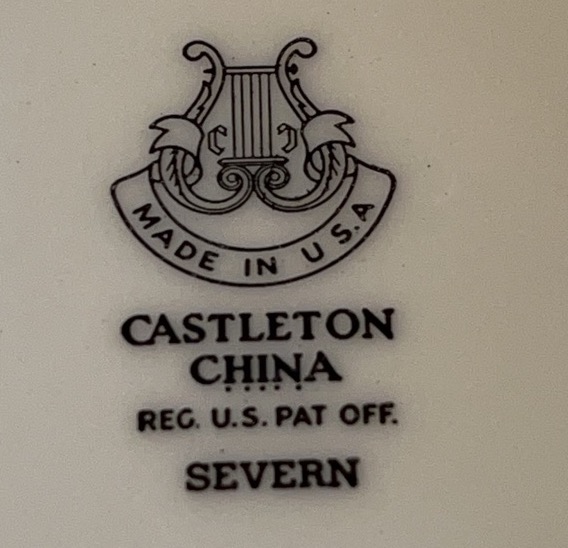 MADE IN U.S.A
CASTLETON
CHINA
REG. U.S. PAT OFF.
SEVERN